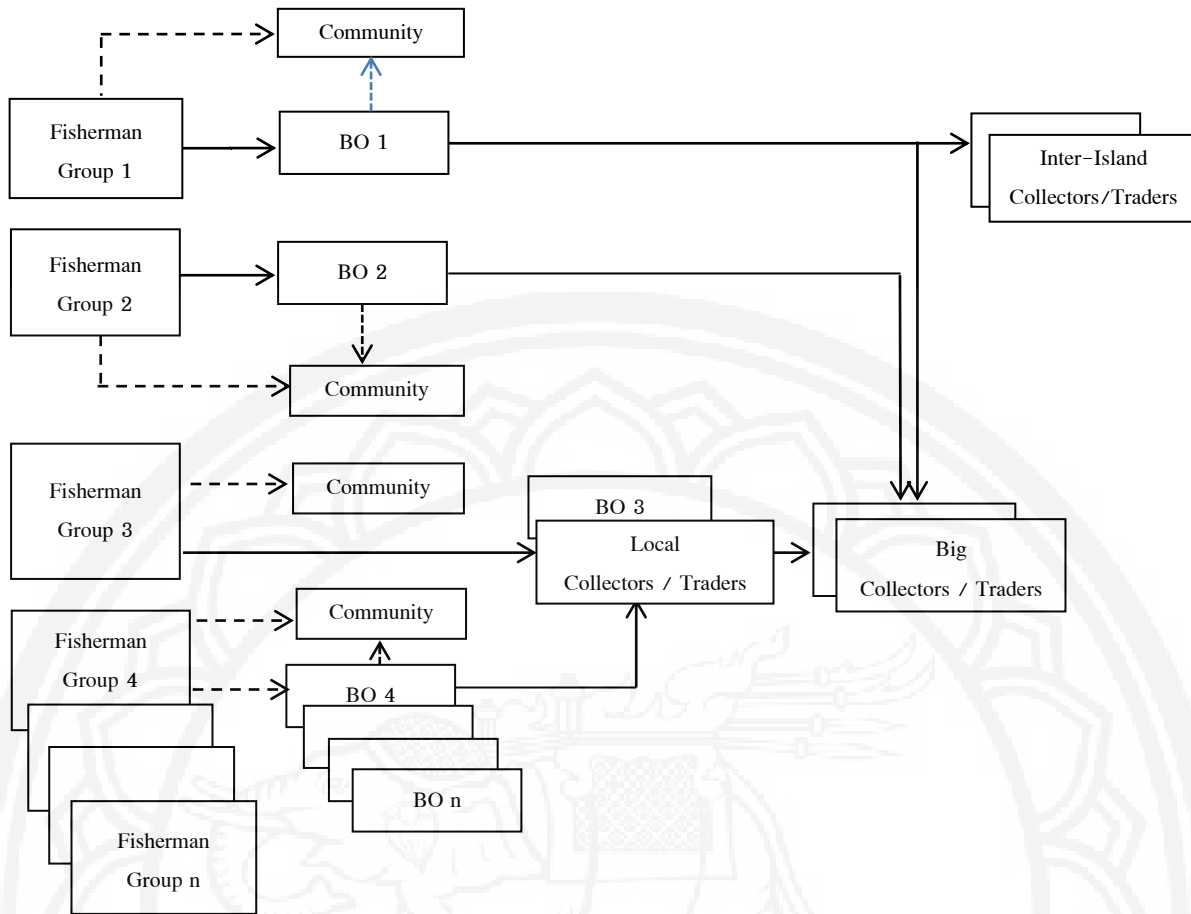 Community
Fisherman
Group 1
BO 1
Inter-Island
Collectors/Traders
Fisherman
Group 2
BO 2
Community
Fisherman
Group 3
Community
BO 3
Local
Collectors / Traders
Big
Collectors / Traders
Fisherman
Group 4
Community
BO 4
BO n
Fisherman
Group n